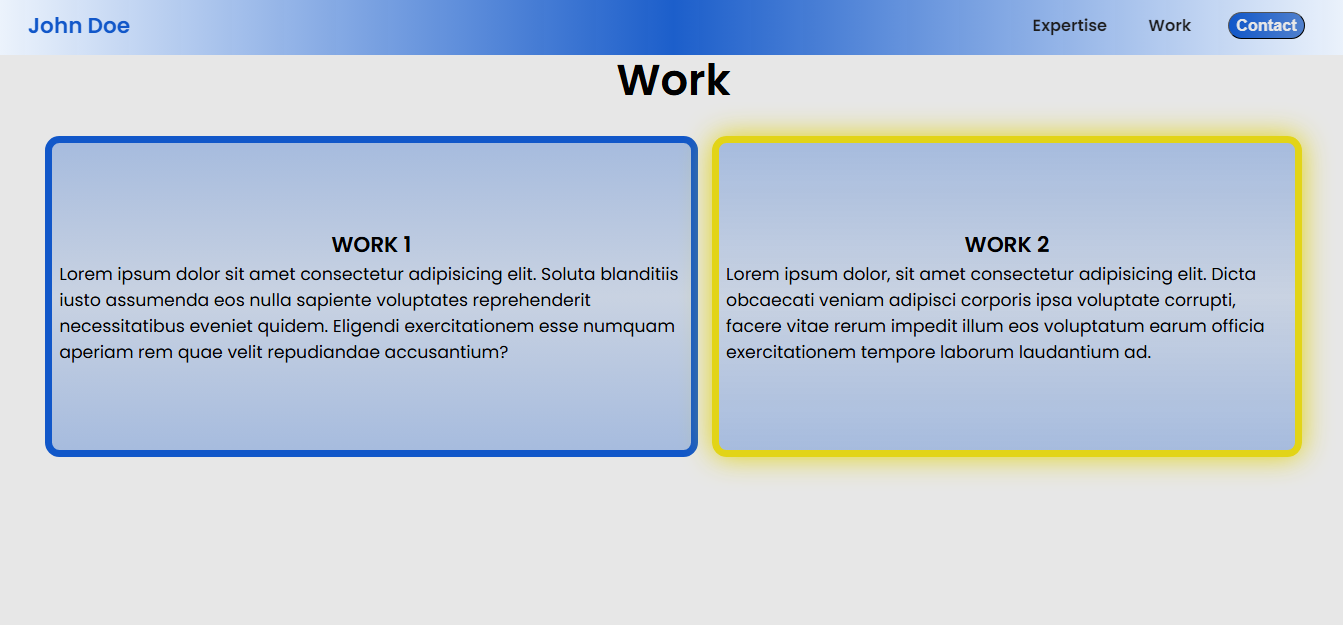 John Doe
Expertise
Work
Contact
Work
WORK 1
Lorem ipsum dolor sit amet consectetur adipisicing elit. Soluta blanditiis
iusto assumenda eos nulla sapiente voluptates reprehenderit
necessitatibus eveniet quidem. Eligendi exercitationem esse numquam
aperiam rem quae velit repudiandae accusantium?
WORK 2
Lorem ipsum dolor, sit amet consectetur adipisicing elit. Dicta
obcaecati veniam adipisci corporis ipsa voluptate corrupti,
facere vitae rerum impedit illum eos voluptatum earum officia
exercitationem tempore laborum laudantium ad.